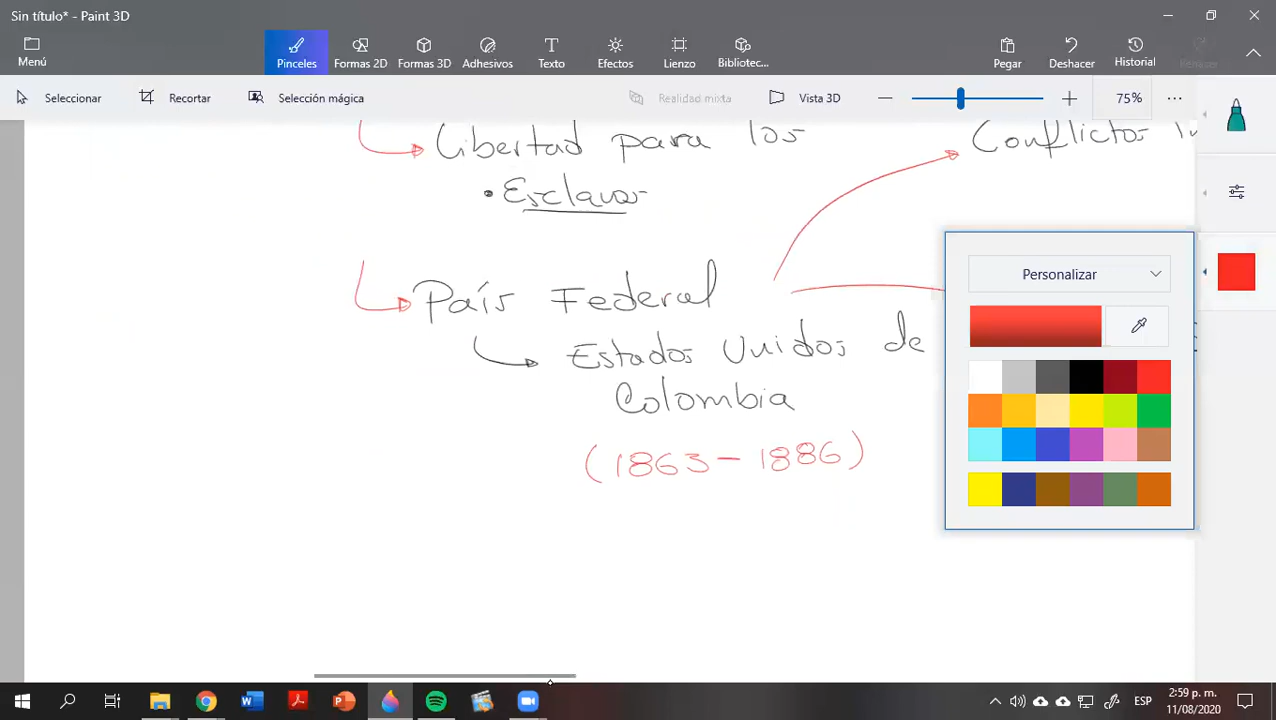 Sin título* - Paint 3D
Menú
Pinceles
Formas 2D
Formas 3D
Adhesivos
Texto
Efectos
Lienzo
Bibliotec...
Pegar
Deshacer
Historial
Rehacer
Seleccionar
Recortar
Selección mágica
Realidad mixta
Vista 3D
75%
Libertad para los
Conflictos
• Esclavos
Personalizar
País Federal
Estados Unidos de
Colombia
(1863 - 1886)
ESP
2:59 p. m.
11/08/2020